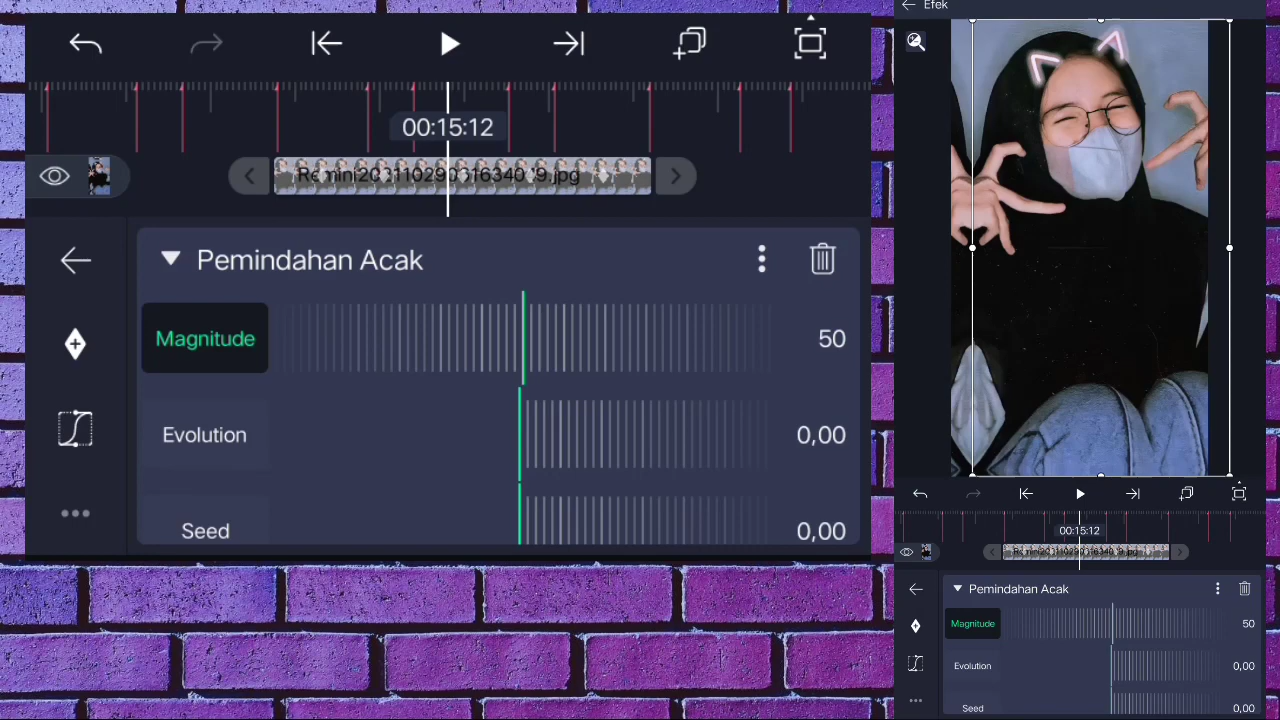 00:15:12
Pemindahan Acak
Magnitude
50
Evolution
0,00
Seed
0,00
Efek
00:15:12
Pemindahan Acak
Magnitude
50
Evolution
0,00
Seed
0,00